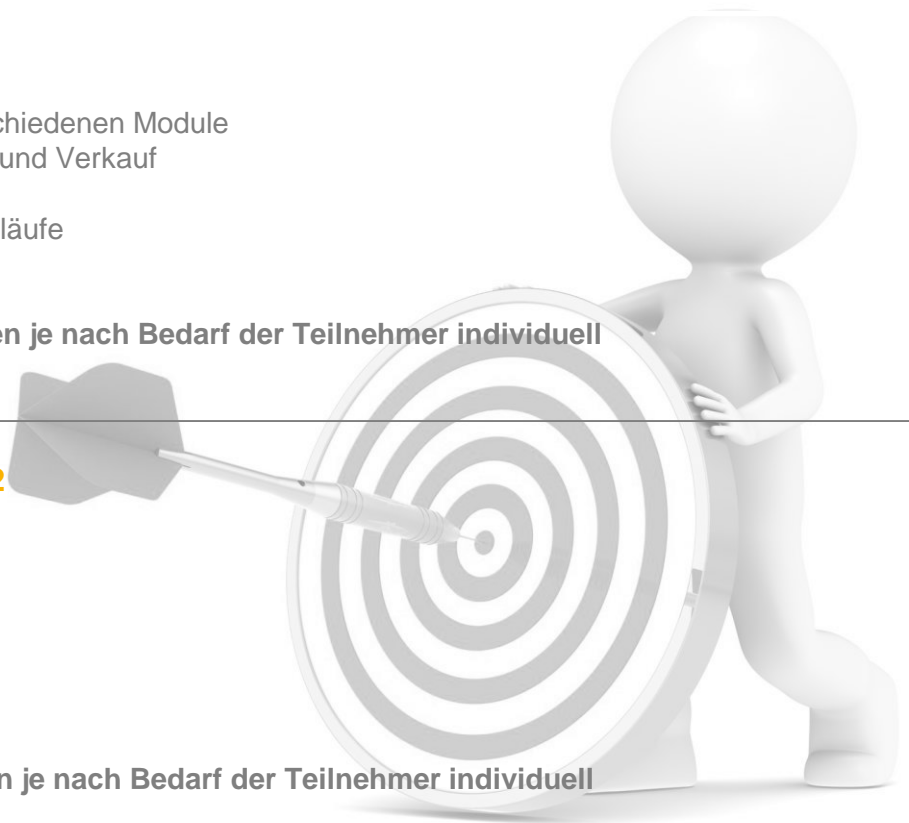 chiedenen Module
und Verkauf
läufe
en je nach Bedarf der Teilnehmer individuell
?
n je nach Bedarf der Teilnehmer individuell